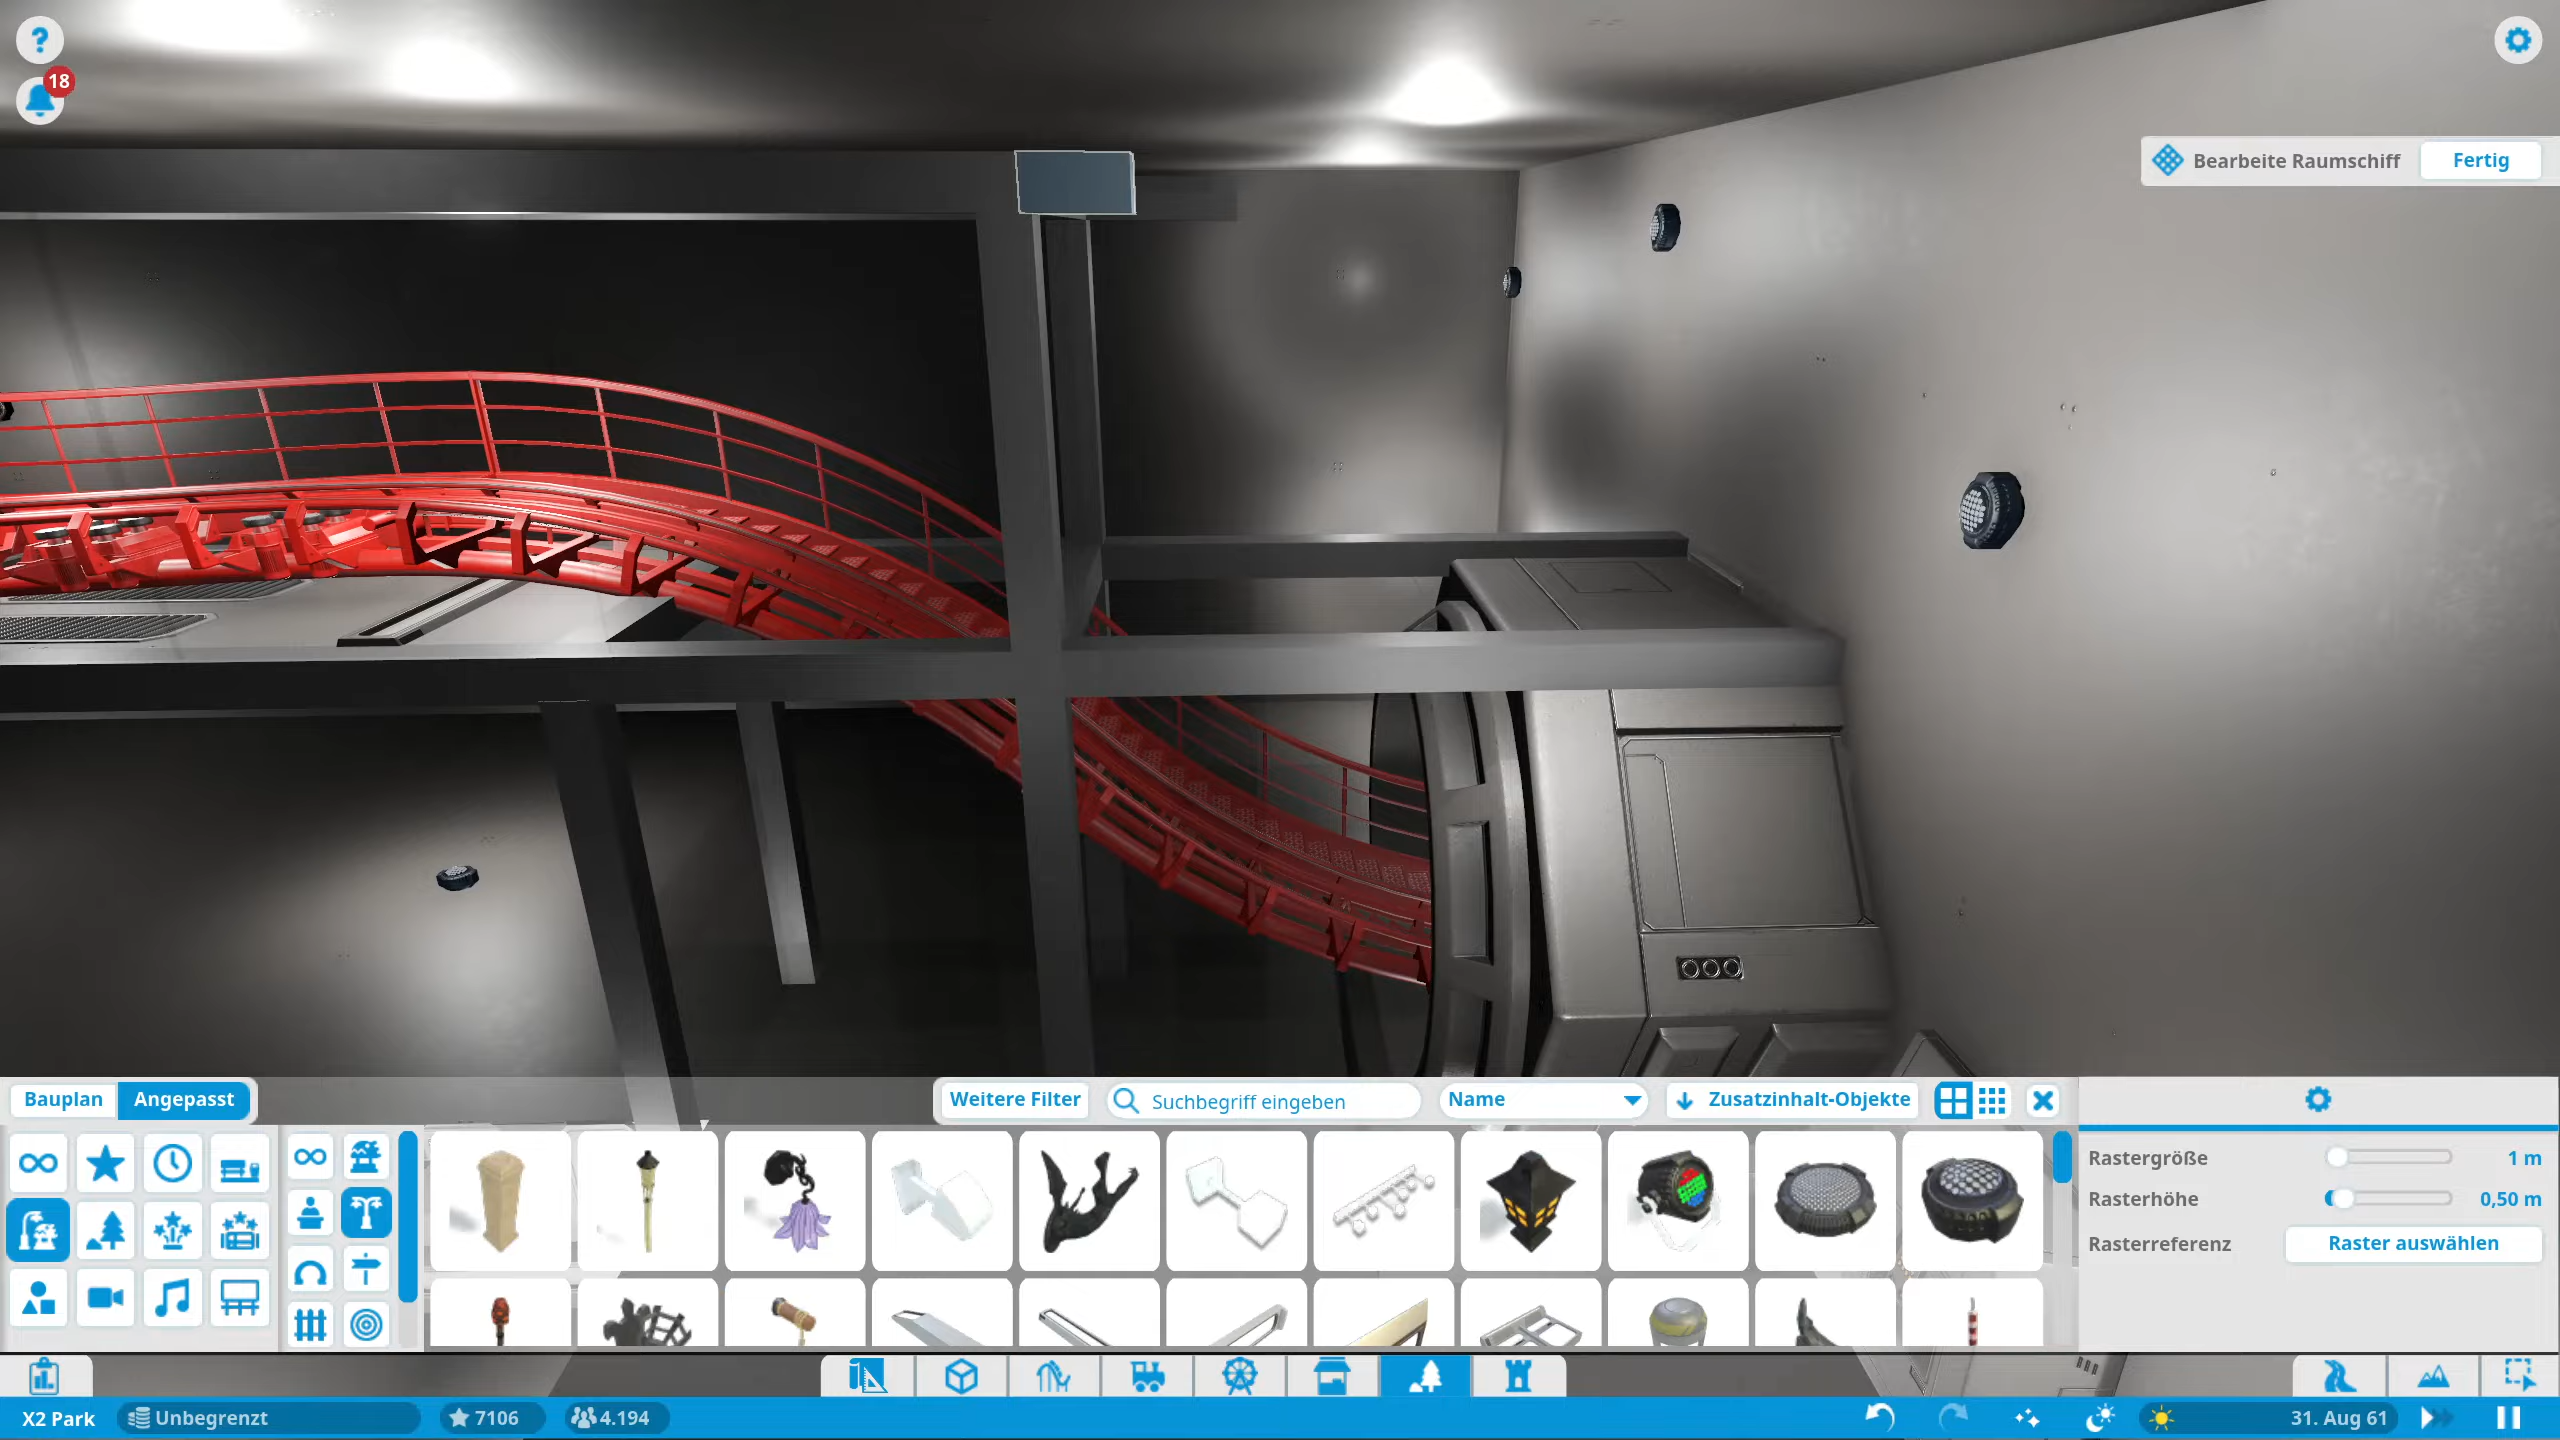 ?
18
Bearbeite Raumschiff
Fertig
Bauplan
Angepasst
Weitere Filter
Suchbegriff eingeben
Name
Zusatzinhalt-Objekte
Rastergröße
1 m
Rasterhöhe
0,50 m
Rasterreferenz
Raster auswählen
X2 Park
Unbegrenzt
7106
4.194
31. Aug 61